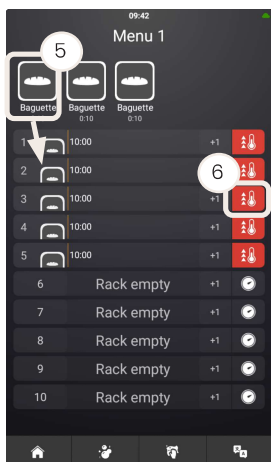 09:42
Menu 1
5
Baguette Baguette Baguette
0:10 0:10
1 10:00 +1
2 10:00
6
3 10:00 +1
4 10:00 +1
5 10:00 +1
6 Rack empty +1
7 Rack empty +1
8 Rack empty +1
9 Rack empty +1
10 Rack empty +1
A